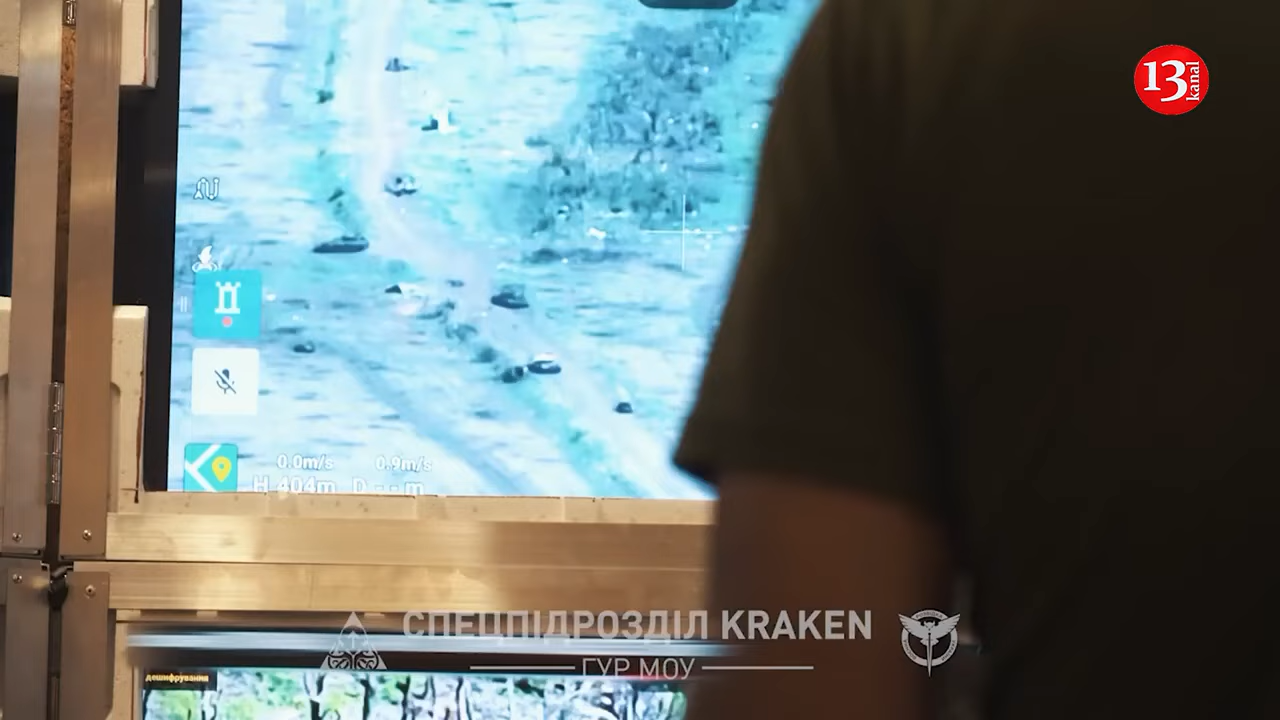 13
kanal
0.0m/s 0.9m/s
H 404m D - - m
СПЕЦПІДРОЗДІЛ KRAKEN
ГУР МОУ
дешифрування